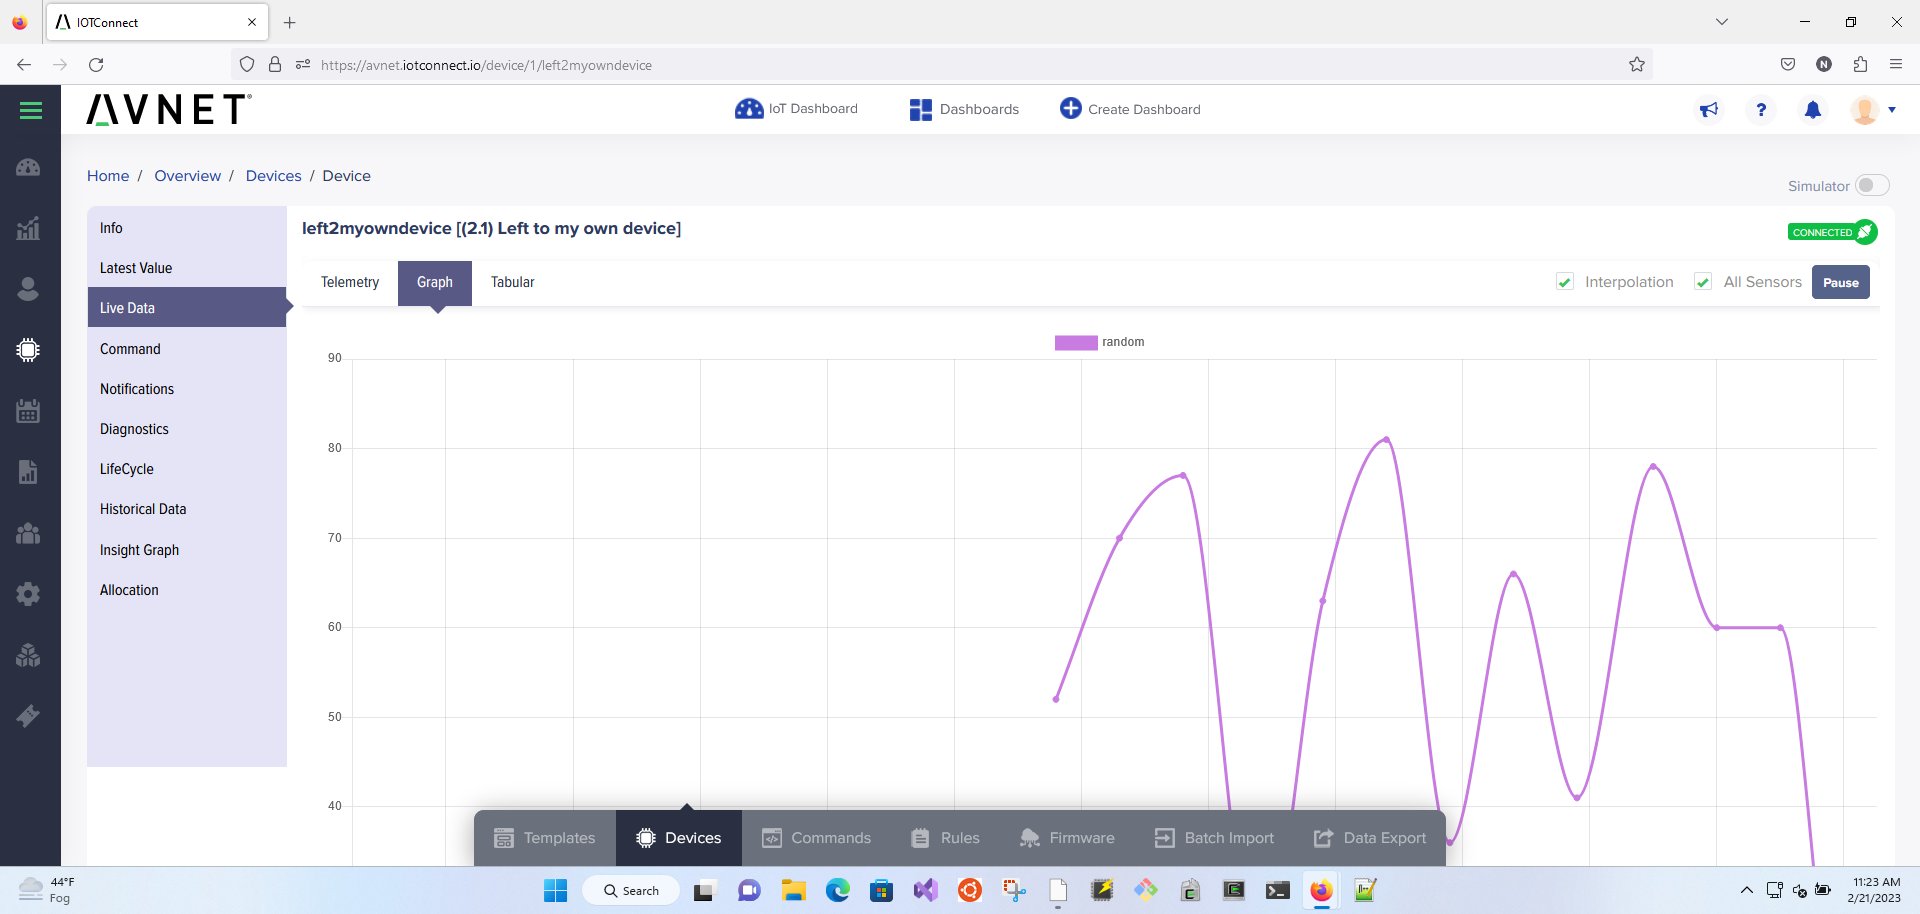 IOTConnect
https://avnet.iotconnect.io/device/1/left2myowndevice
AVNET®
IoT Dashboard
Dashboards
Create Dashboard
?
Home / Overview / Devices / Device
Simulator
Info
Latest Value
Live Data
Command
Notifications
Diagnostics
LifeCycle
Historical Data
Insight Graph
Allocation
left2myowndevice [(2.1) Left to my own device]
CONNECTED
Telemetry
Graph
Tabular
Interpolation
All Sensors
Pause
random
90
80
70
60
50
40
Templates
Devices
Commands
Rules
Firmware
Batch Import
Data Export
44°F
Fog
Search
11:23 AM
2/21/2023
N